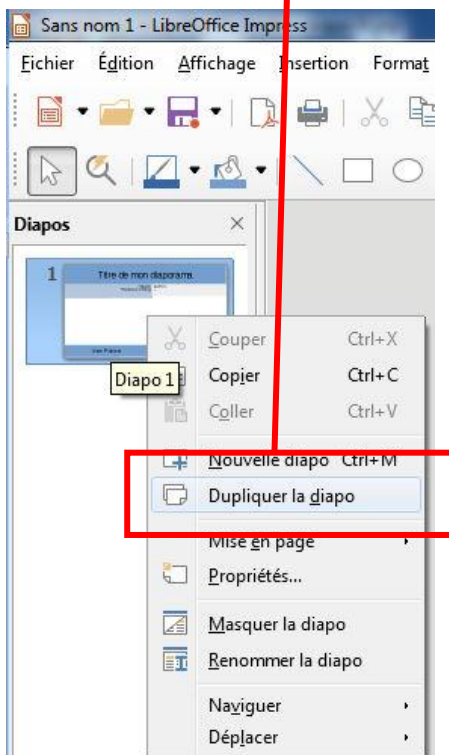 Sans nom 1 - LibreOffice Impress
Fichier Édition Affichage Insertion Format
Diapos ×
1
Titre de mon diaporama
Diapo 1
Couper Ctrl+X
Copier Ctrl+C
Coller Ctrl+V
Nouvelle diapo Ctrl+M
Dupliquer la diapo
Mise en page
Propriétés...
Masquer la diapo
Renommer la diapo
Naviguer
Déplacer